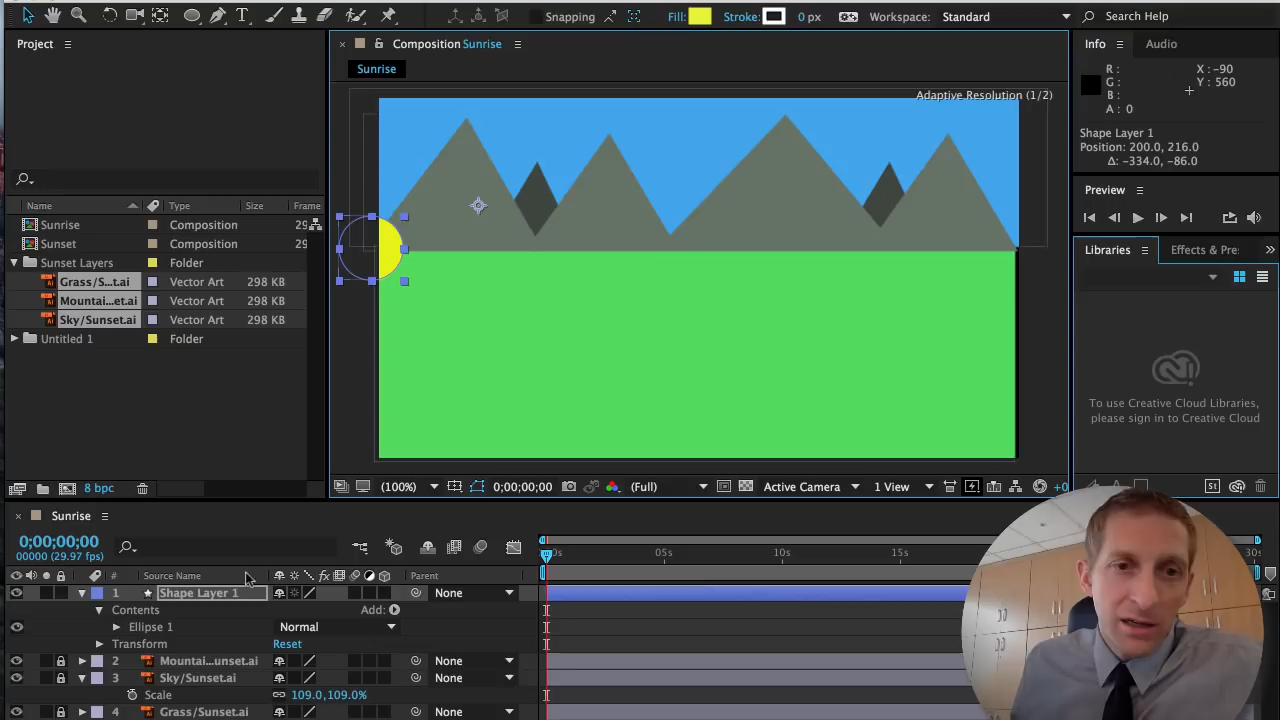 Snapping
Fill:
Stroke:
0 px
Workspace:
Standard
Search Help
Project
Composition Sunrise
Info
Audio
Sunrise
R :
G :
B :
A : 0
X : -90
Y : 560
Adaptive Resolution (1/2)
Shape Layer 1
Position: 200.0, 216.0
Δ: -334.0, -86.0
Preview
Name
Type
Size
Frame
Sunrise
Composition
29
Sunset
Composition
29
Sunset Layers
Folder
Grass/S...t.ai
Vector Art
298 KB
Mountai...et.ai
Vector Art
298 KB
Sky/Sunset.ai
Vector Art
298 KB
Untitled 1
Folder
Libraries
Effects & Pre:
To use Creative Cloud Libraries,
please sign in to Creative Cloud
8 bpc
(100%)
0;00;00;00
(Full)
Active Camera
1 View
+0
St
Sunrise
0;00;00;00
00000 (29.97 fps)
#
Source Name
Parent
0s
05s
15s
30s
1
Shape Layer 1
None
Contents
Add:
Ellipse 1
Normal
Transform
Reset
2
Mountai...unset.ai
None
3
Sky/Sunset.ai
None
Scale
109.0,109.0%
4
Grass/Sunset.ai
None